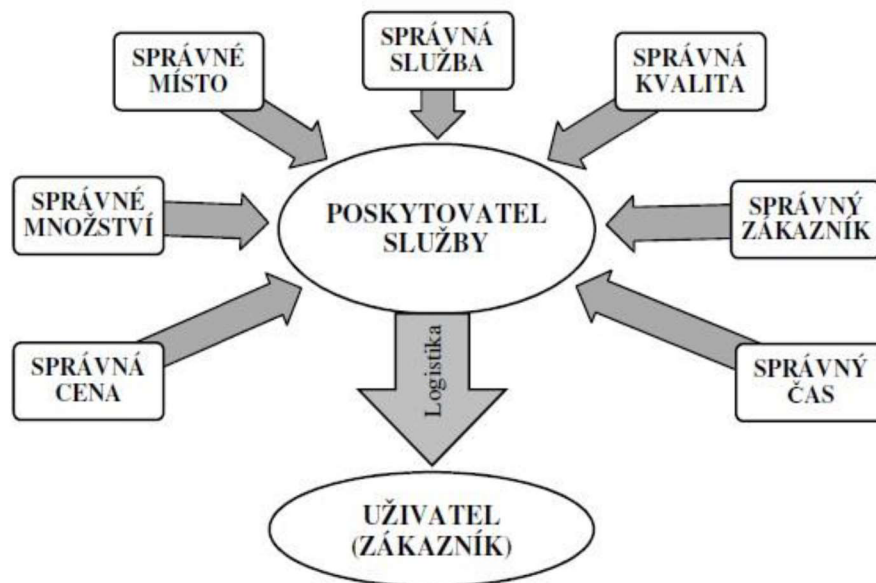 SPRÁVNÉ
MÍSTO
SPRÁVNÁ
SLUŽBA
SPRÁVNÁ
KVALITA
SPRÁVNÉ
MNOŽSTVÍ
POSKYTOVATEL
SLUŽBY
SPRÁVNÝ
ZÁKAZNÍK
SPRÁVNÁ
CENA
Logistika
SPRÁVNÝ
ČAS
UŽIVATEL
(ZÁKAZNÍK)